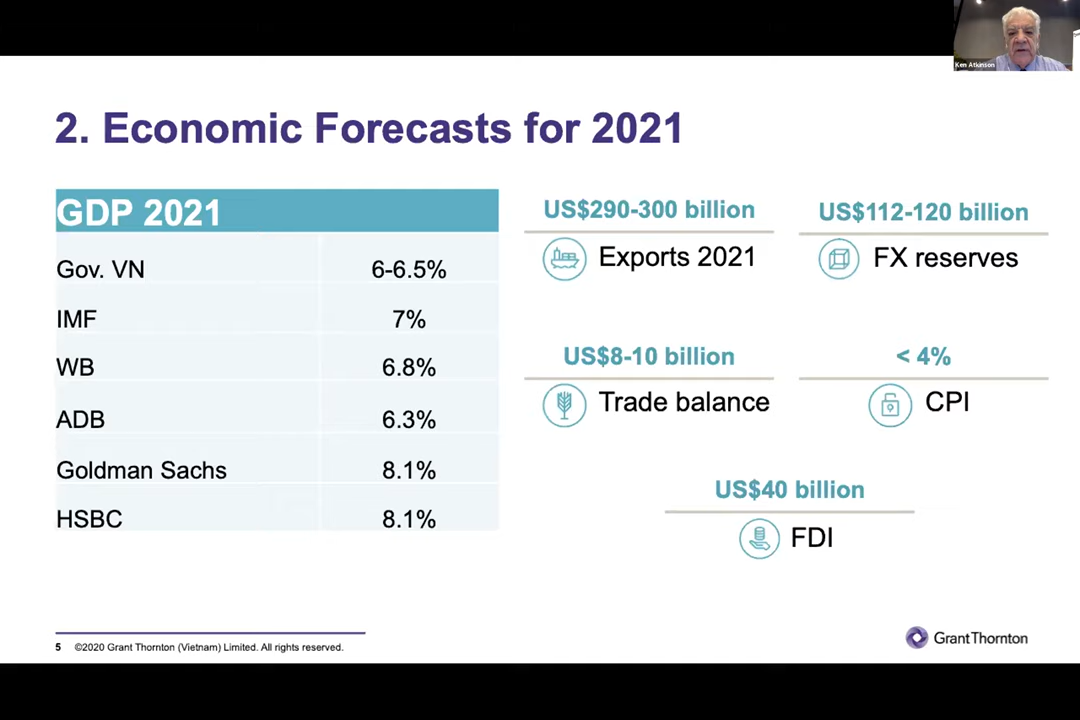 Ken Atkinson
2. Economic Forecasts for 2021
GDP 2021
Gov. VN 6-6.5%
IMF 7%
WB 6.8%
ADB 6.3%
Goldman Sachs 8.1%
HSBC 8.1%
US$290-300 billion
Exports 2021
US$112-120 billion
FX reserves
US$8-10 billion
Trade balance
< 4%
CPI
US$40 billion
FDI
5 ©2020 Grant Thornton (Vietnam) Limited. All rights reserved.
GrantThornton